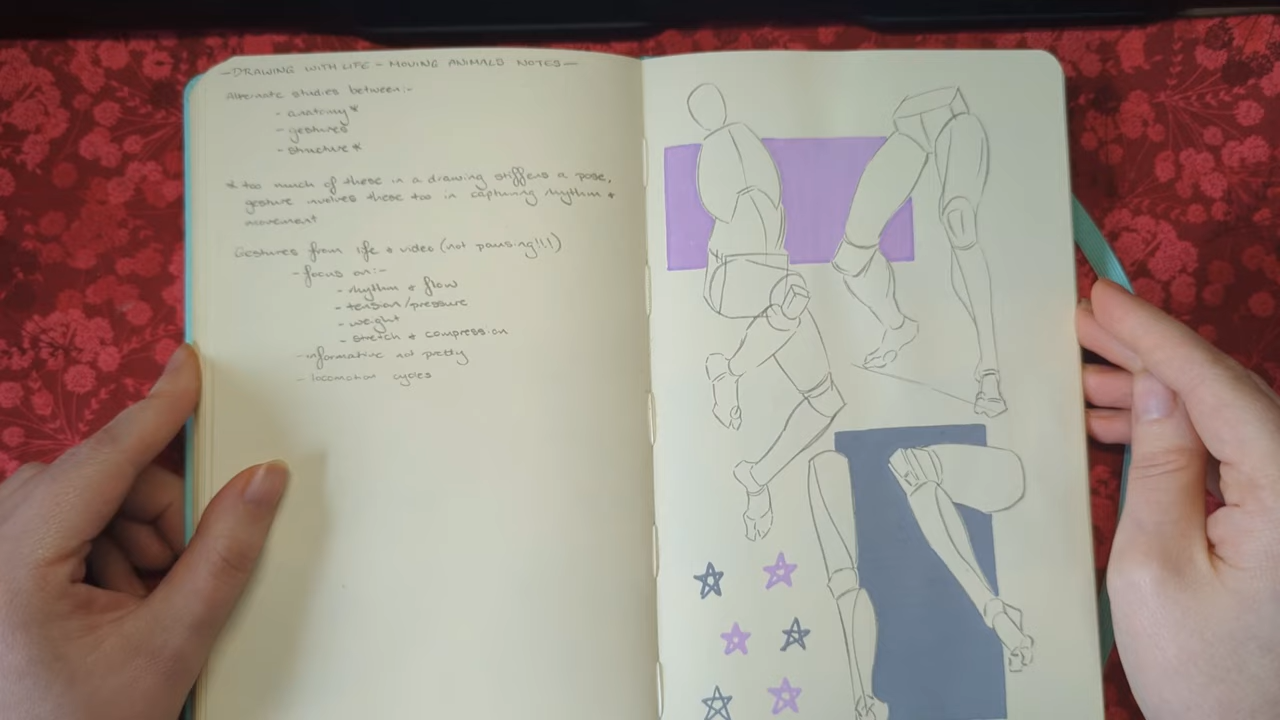 - DRAWING WITH LIFE - MOVING ANIMALS NOTES -
Alternate studies between:-
- anatomy*
- gestures
- structure*
* too much of these in a drawing stiffens a pose,
gesture involves these too in capturing rhythm &
movement
Gestures from life & video (not pausing!!!)
- focus on:-
- rhythm & flow
- tension/pressure
- weight
- stretch & compression
- informative not pretty
- locomotion cycles